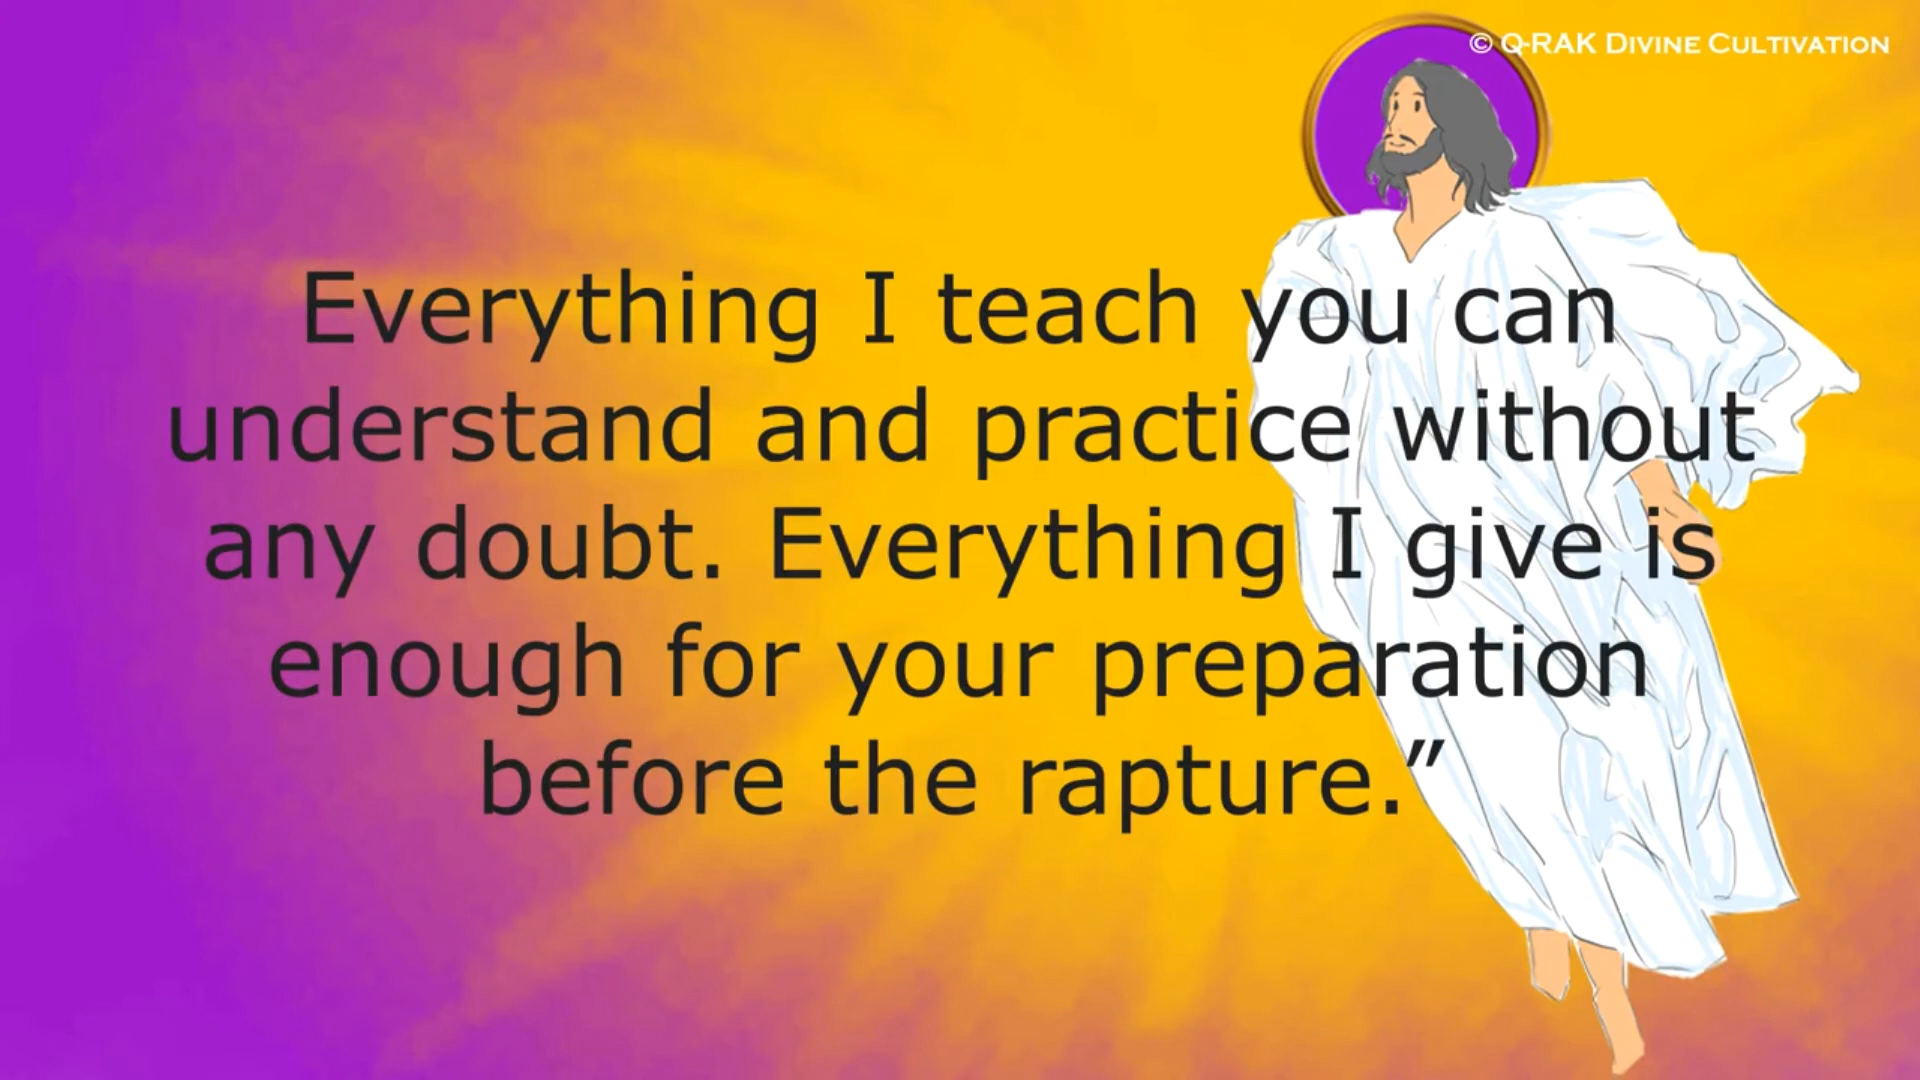 © Q-RAK Divine Cultivation
Everything I teach you can
understand and practice without
any doubt. Everything I give is
enough for your preparation
before the rapture.”